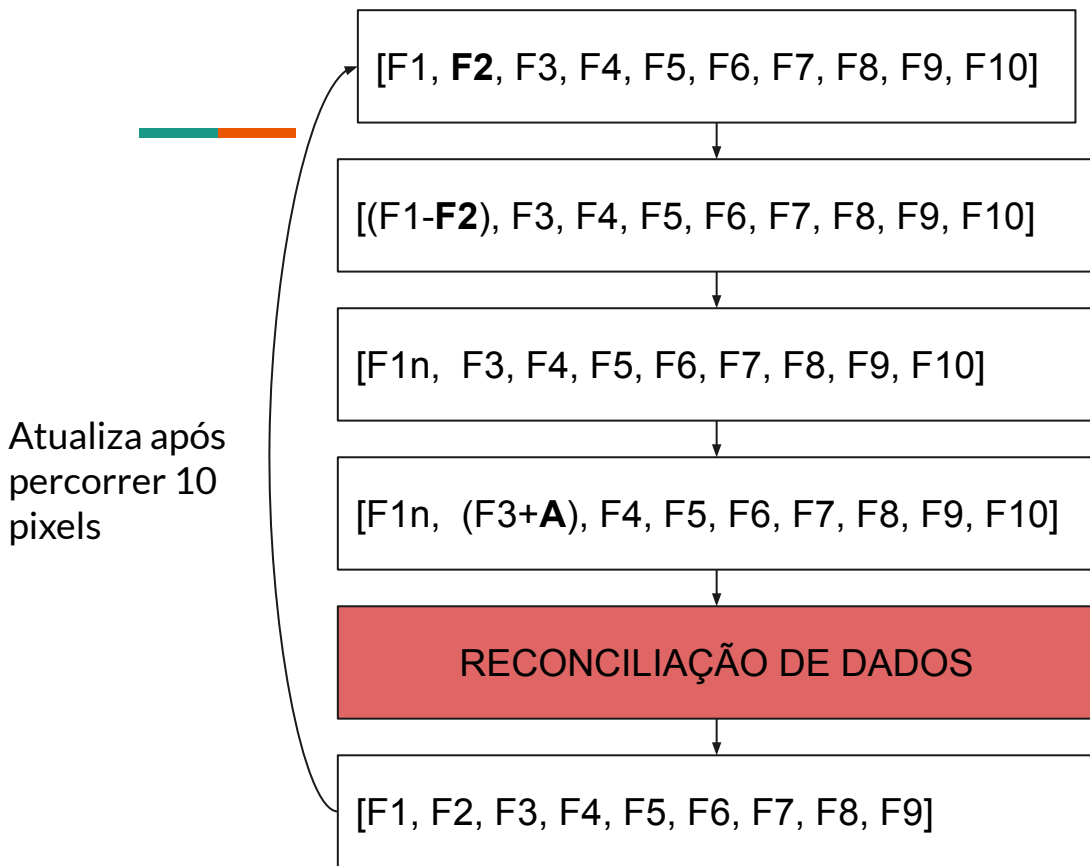 [F1, F2, F3, F4, F5, F6, F7, F8, F9, F10]
[(F1-F2), F3, F4, F5, F6, F7, F8, F9, F10]
[F1n, F3, F4, F5, F6, F7, F8, F9, F10]
Atualiza após
percorrer 10
pixels
[F1n, (F3+A), F4, F5, F6, F7, F8, F9, F10]
RECONCILIAÇÃO DE DADOS
[F1, F2, F3, F4, F5, F6, F7, F8, F9]